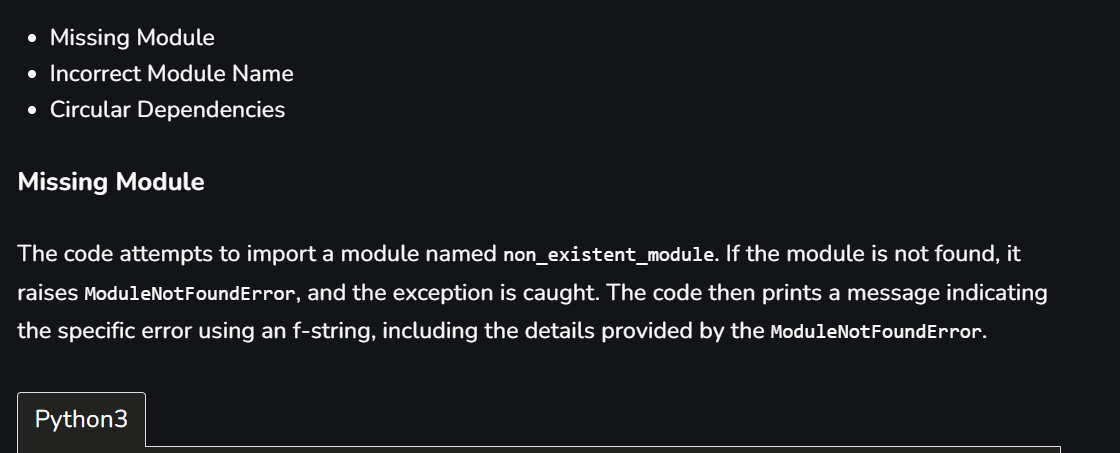 Missing Module
Incorrect Module Name
Circular Dependencies
Missing Module
The code attempts to import a module named non_existent_module. If the module is not found, it
raises ModuleNotFoundError, and the exception is caught. The code then prints a message indicating
the specific error using an f-string, including the details provided by the ModuleNotFoundError.
Python3